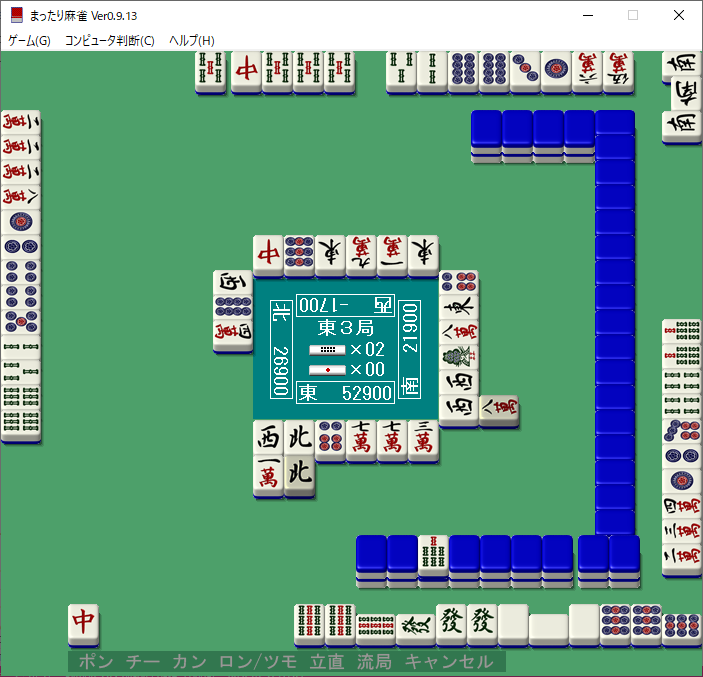 まったり麻雀 Ver0.9.13
ゲーム(G) コンピュータ判断(C) ヘルプ(H)
西 -1700
東3局
×02
×00
北 26900
南 21900
東 52900
ポン チー カン ロン/ツモ 立直 流局 キャンセル